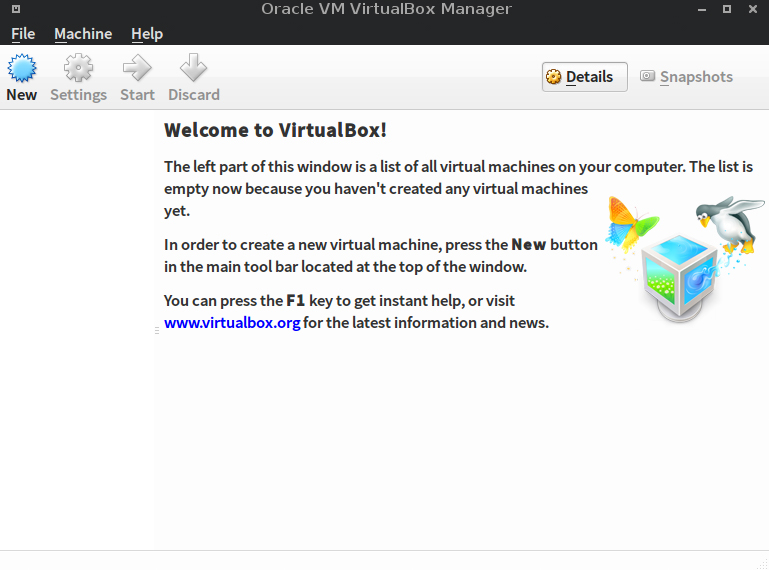 Oracle VM VirtualBox Manager
File Machine Help
New Settings Start Discard Details Snapshots
Welcome to VirtualBox!
The left part of this window is a list of all virtual machines on your computer. The list is
empty now because you haven't created any virtual machines
yet.
In order to create a new virtual machine, press the New button
in the main tool bar located at the top of the window.
You can press the F1 key to get instant help, or visit
www.virtualbox.org for the latest information and news.